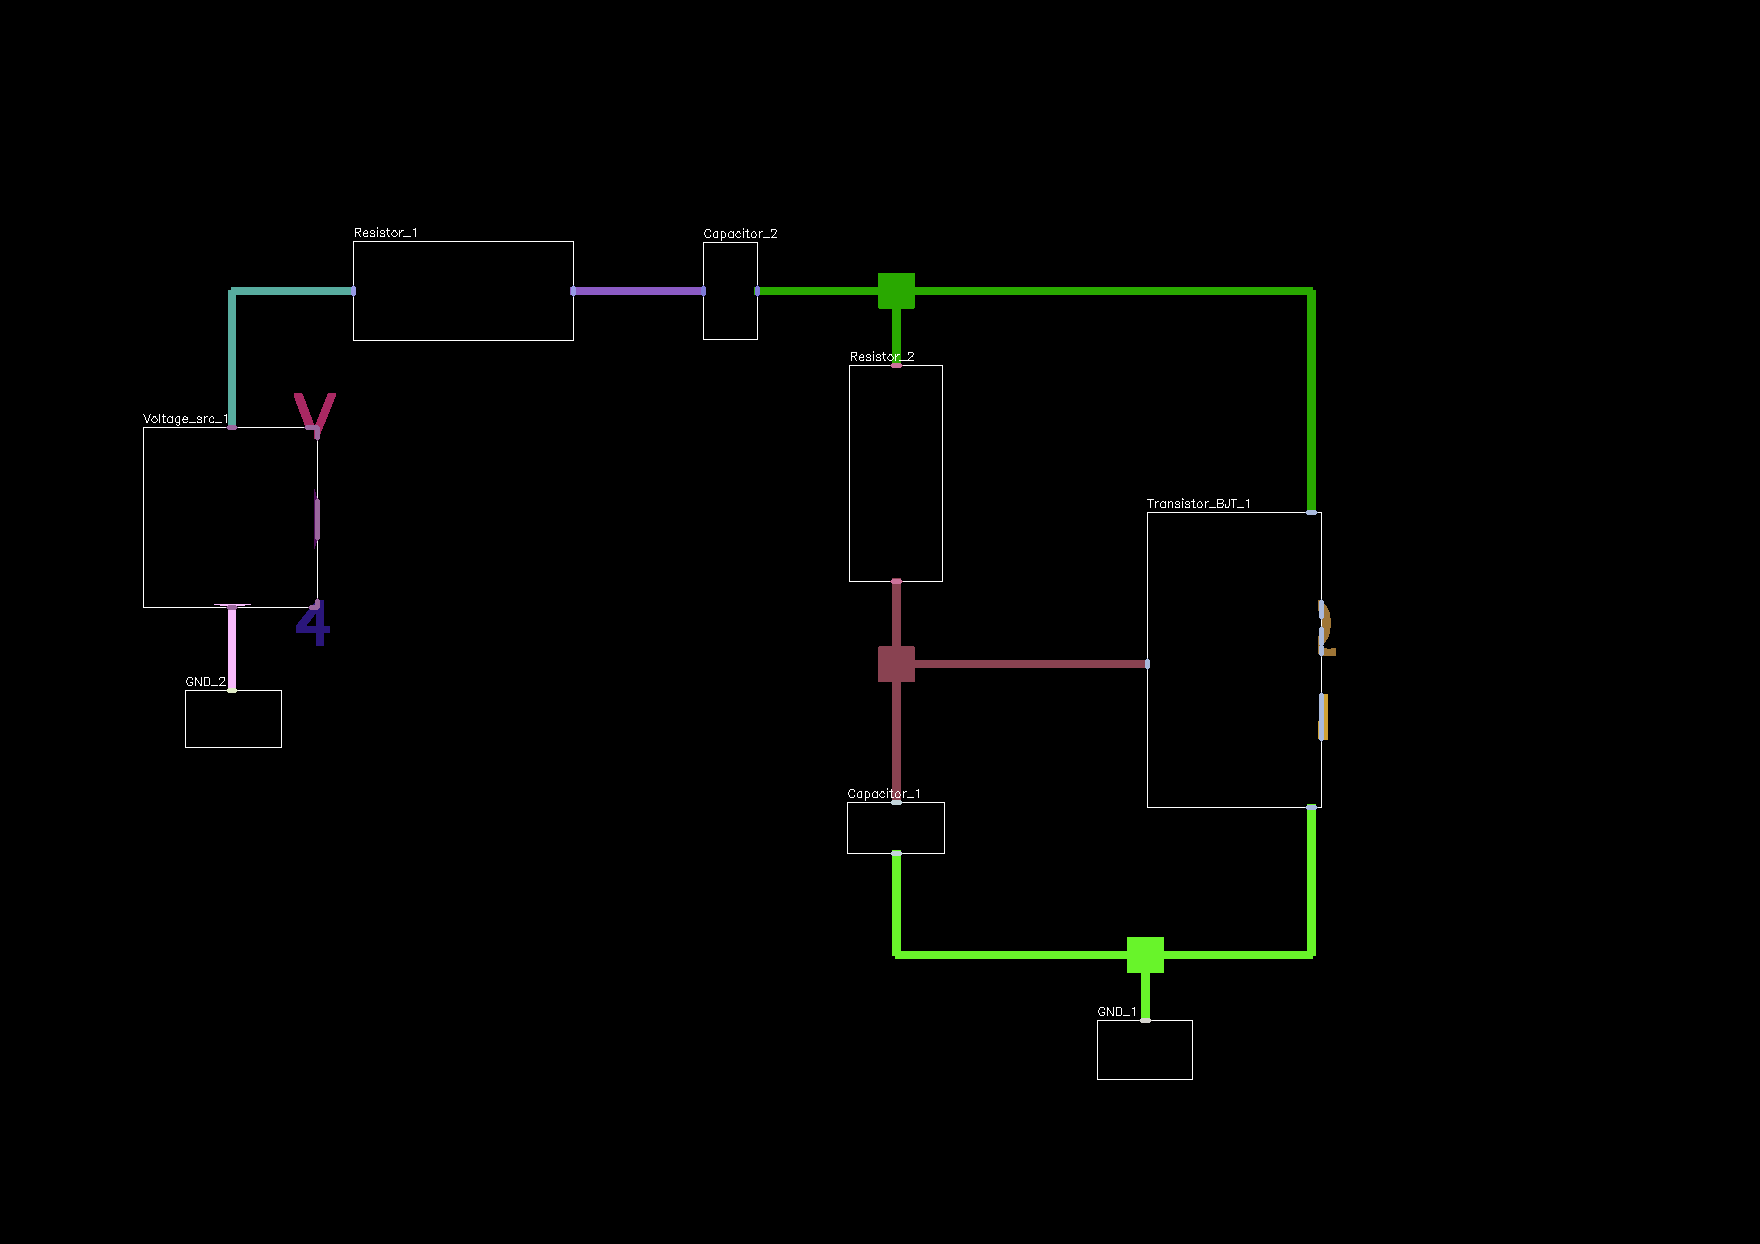 Resistor_1
Capacitor_2
Resistor_2
V
Voltage_src_1
Transistor_BJT_1
4
GND_2
Capacitor_1
GND_1